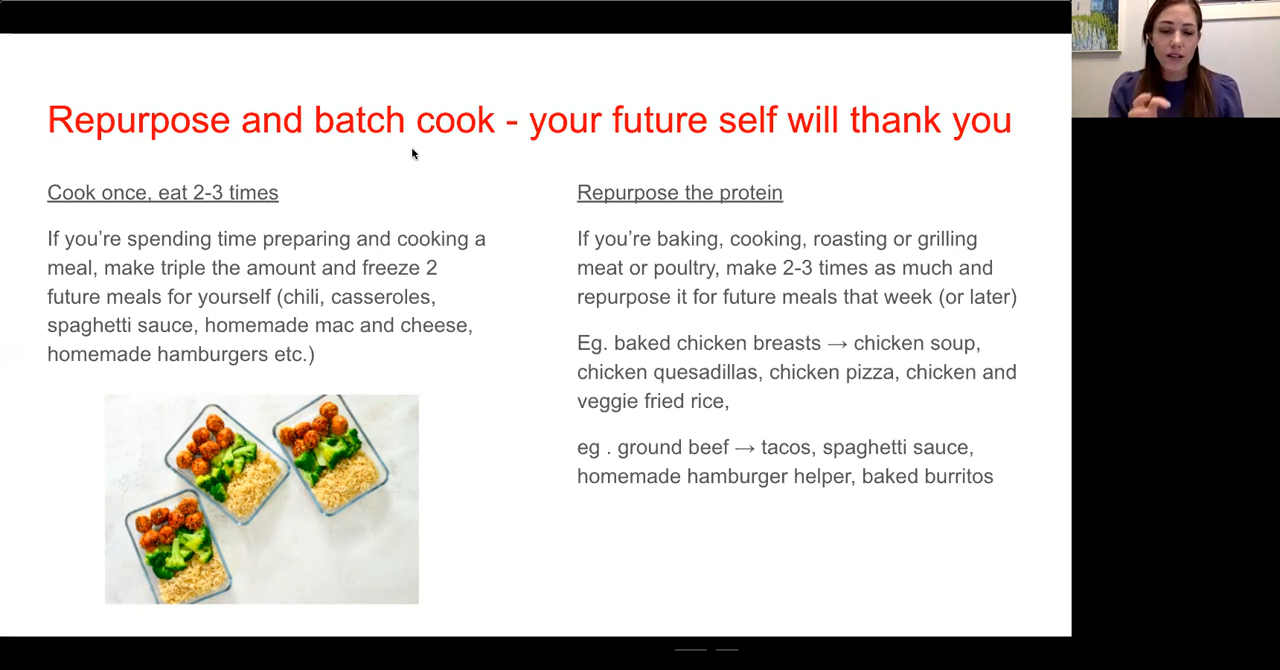 Repurpose and batch cook - your future self will thank you
Cook once, eat 2-3 times
If you’re spending time preparing and cooking a
meal, make triple the amount and freeze 2
future meals for yourself (chili, casseroles,
spaghetti sauce, homemade mac and cheese,
homemade hamburgers etc.)
Repurpose the protein
If you’re baking, cooking, roasting or grilling
meat or poultry, make 2-3 times as much and
repurpose it for future meals that week (or later)
Eg. baked chicken breasts → chicken soup,
chicken quesadillas, chicken pizza, chicken and
veggie fried rice,
eg . ground beef → tacos, spaghetti sauce,
homemade hamburger helper, baked burritos